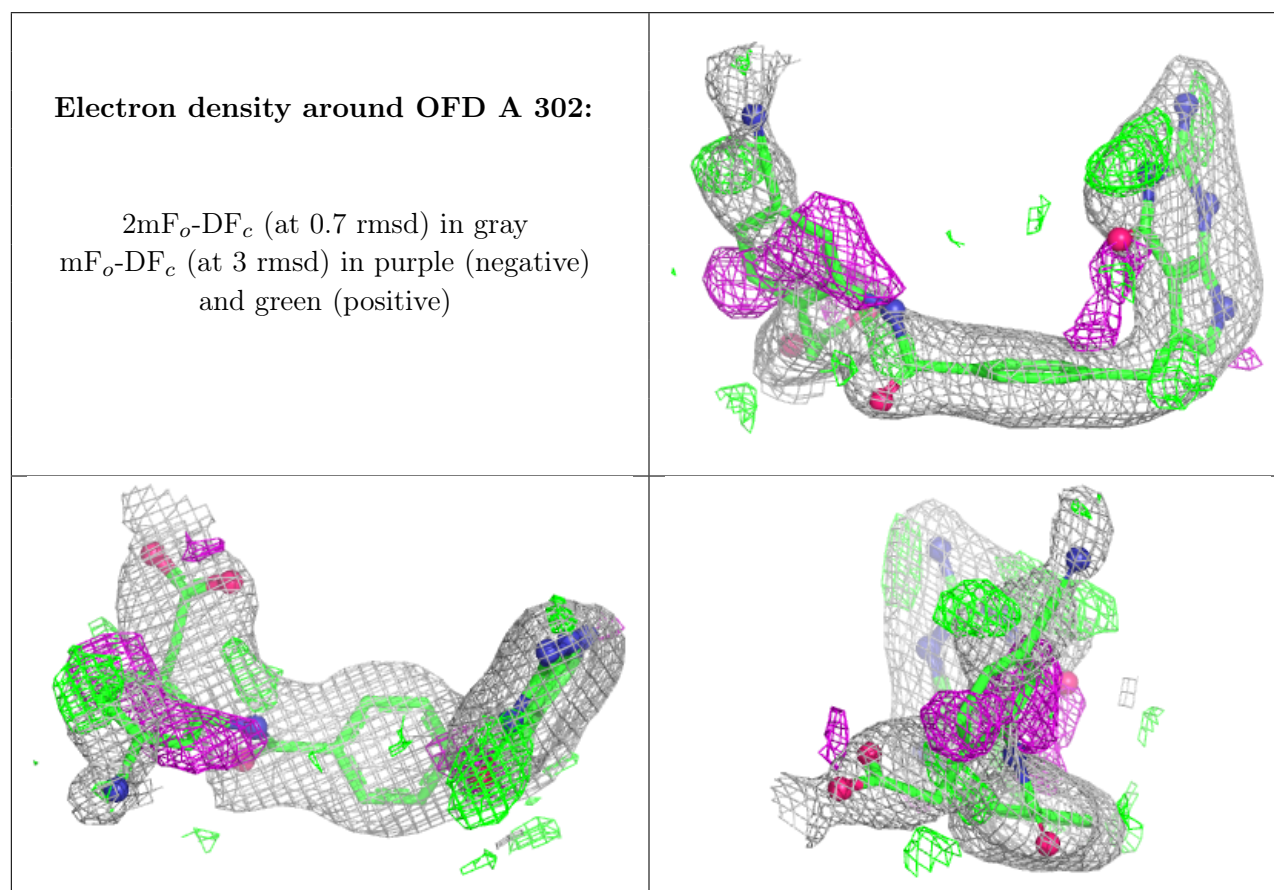 Electron density around OFD A 302:
2mFo-DFc (at 0.7 rmsd) in gray
mFo-DFc (at 3 rmsd) in purple (negative)
and green (positive)